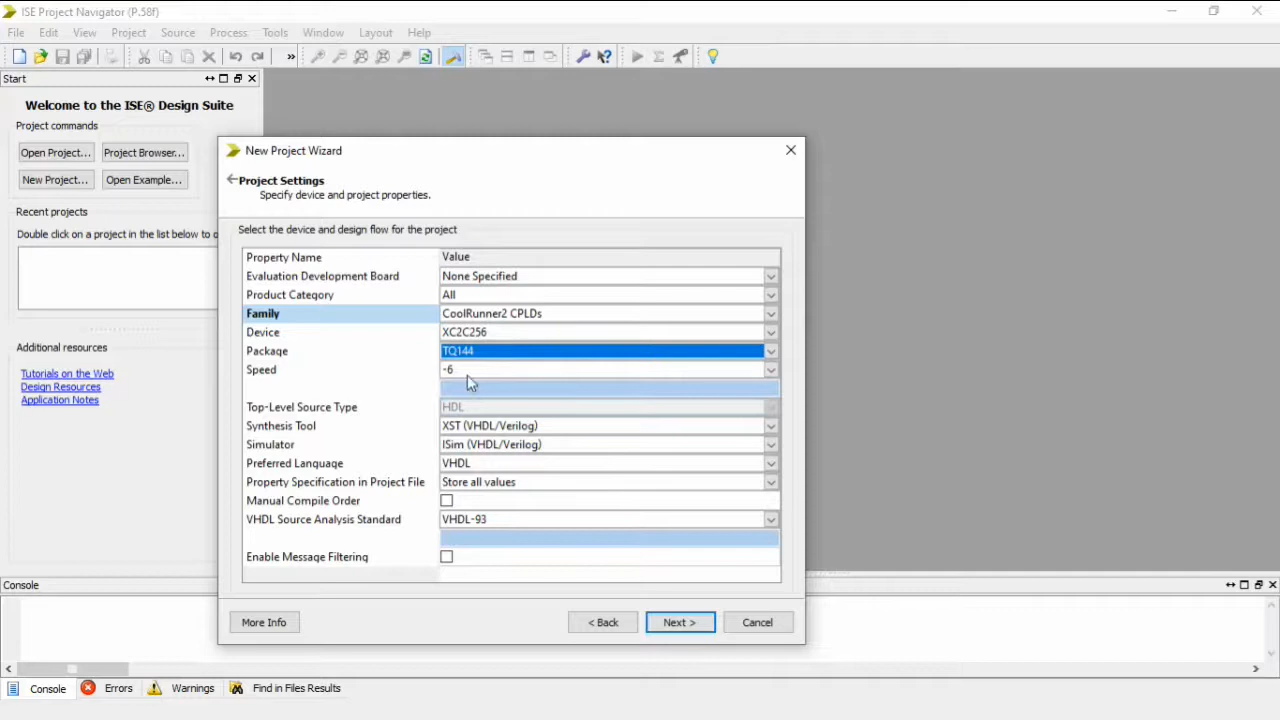 ISE Project Navigator (P.58f)
File Edit View Project Source Process Tools Window Layout Help
»
Start
Welcome to the ISE® Design Suite
Project commands
Open Project... Project Browser...
New Project... Open Example...
Recent projects
Double click on a project in the list below to o
Additional resources
Tutorials on the Web
Design Resources
Application Notes
New Project Wizard
Project Settings
Specify device and project properties.
Select the device and design flow for the project
Property Name Value
Evaluation Development Board None Specified
Product Category All
Family CoolRunner2 CPLDs
Device XC2C256
Package TQ144
Speed -6
Top-Level Source Type HDL
Synthesis Tool XST (VHDL/Verilog)
Simulator ISim (VHDL/Verilog)
Preferred Language VHDL
Property Specification in Project File Store all values
Manual Compile Order
VHDL Source Analysis Standard VHDL-93
Enable Message Filtering
More Info < Back Next > Cancel
Console
Console Errors Warnings Find in Files Results